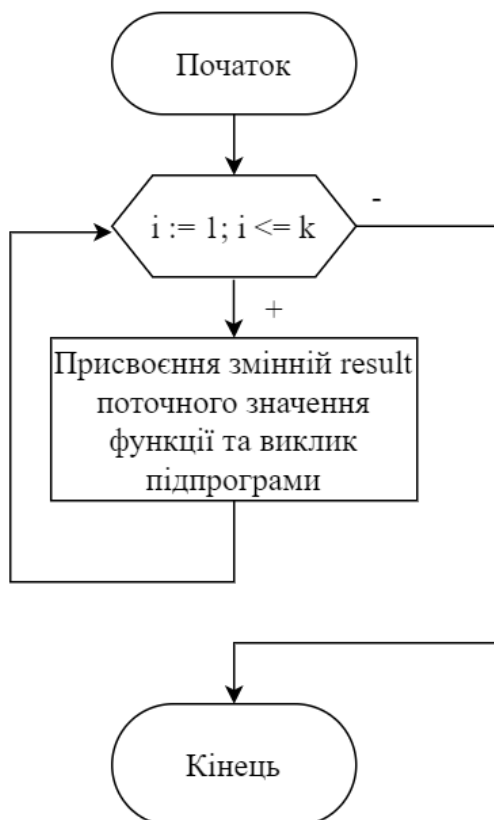 Початок
-
i := 1; i <= k
+
Присвоєння змінній result
поточного значення
функції та виклик
підпрограми
Кінець